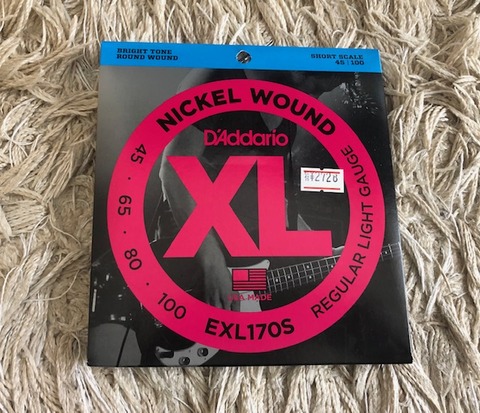 BRIGHT TONE
ROUND WOUND
SHORT SCALE
45 | 100
NICKEL WOUND
D'Addario
XL
45 · 65 · 80 · 100
REGULAR LIGHT GAUGE
U.S.A. MADE
EXL170S